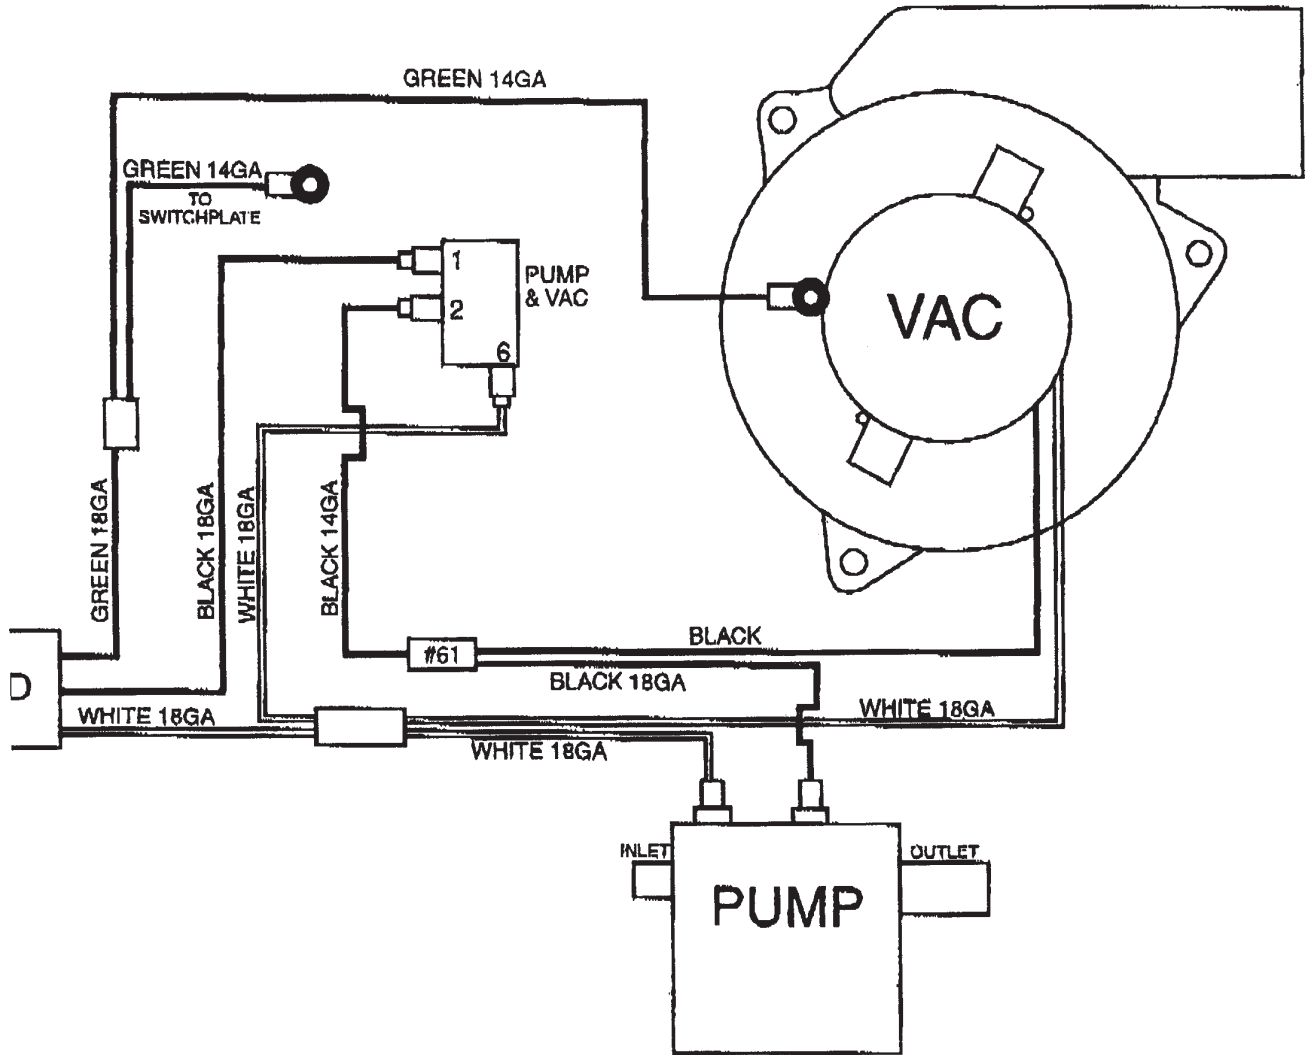 GREEN 14GA
GREEN 14GA
TO
SWITCHPLATE
1
2
6
PUMP
& VAC
VAC
GREEN 18GA
BLACK 18GA
WHITE 18GA
BLACK 14GA
#61
BLACK
BLACK 18GA
D
WHITE 18GA
WHITE 18GA
WHITE 18GA
INLET
OUTLET
PUMP